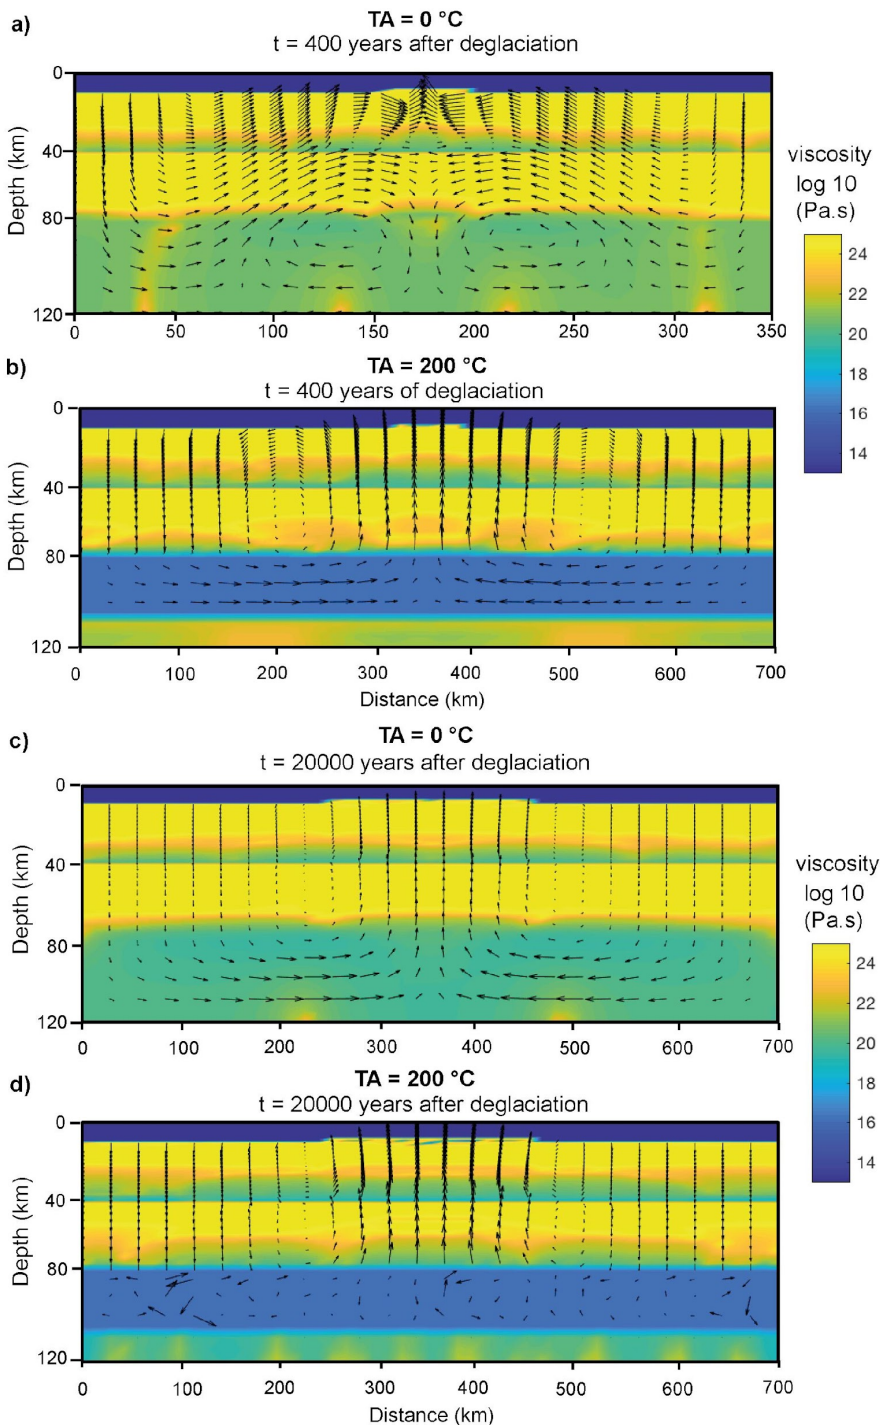 a)
TA = 0 °C
t = 400 years after deglaciation
0
40
80
120
Depth (km)
0 50 100 150 200 250 300 350
viscosity
log 10
(Pa.s)
24
22
20
18
16
14
b)
TA = 200 °C
t = 400 years of deglaciation
0
40
80
120
Depth (km)
0 100 200 300 400 500 600 700
Distance (km)
c)
TA = 0 °C
t = 20000 years after deglaciation
0
40
80
120
Depth (km)
0 100 200 300 400 500 600 700
viscosity
log 10
(Pa.s)
24
22
20
18
16
14
d)
TA = 200 °C
t = 20000 years after deglaciation
0
40
80
120
Depth (km)
0 100 200 300 400 500 600 700
Distance (km)